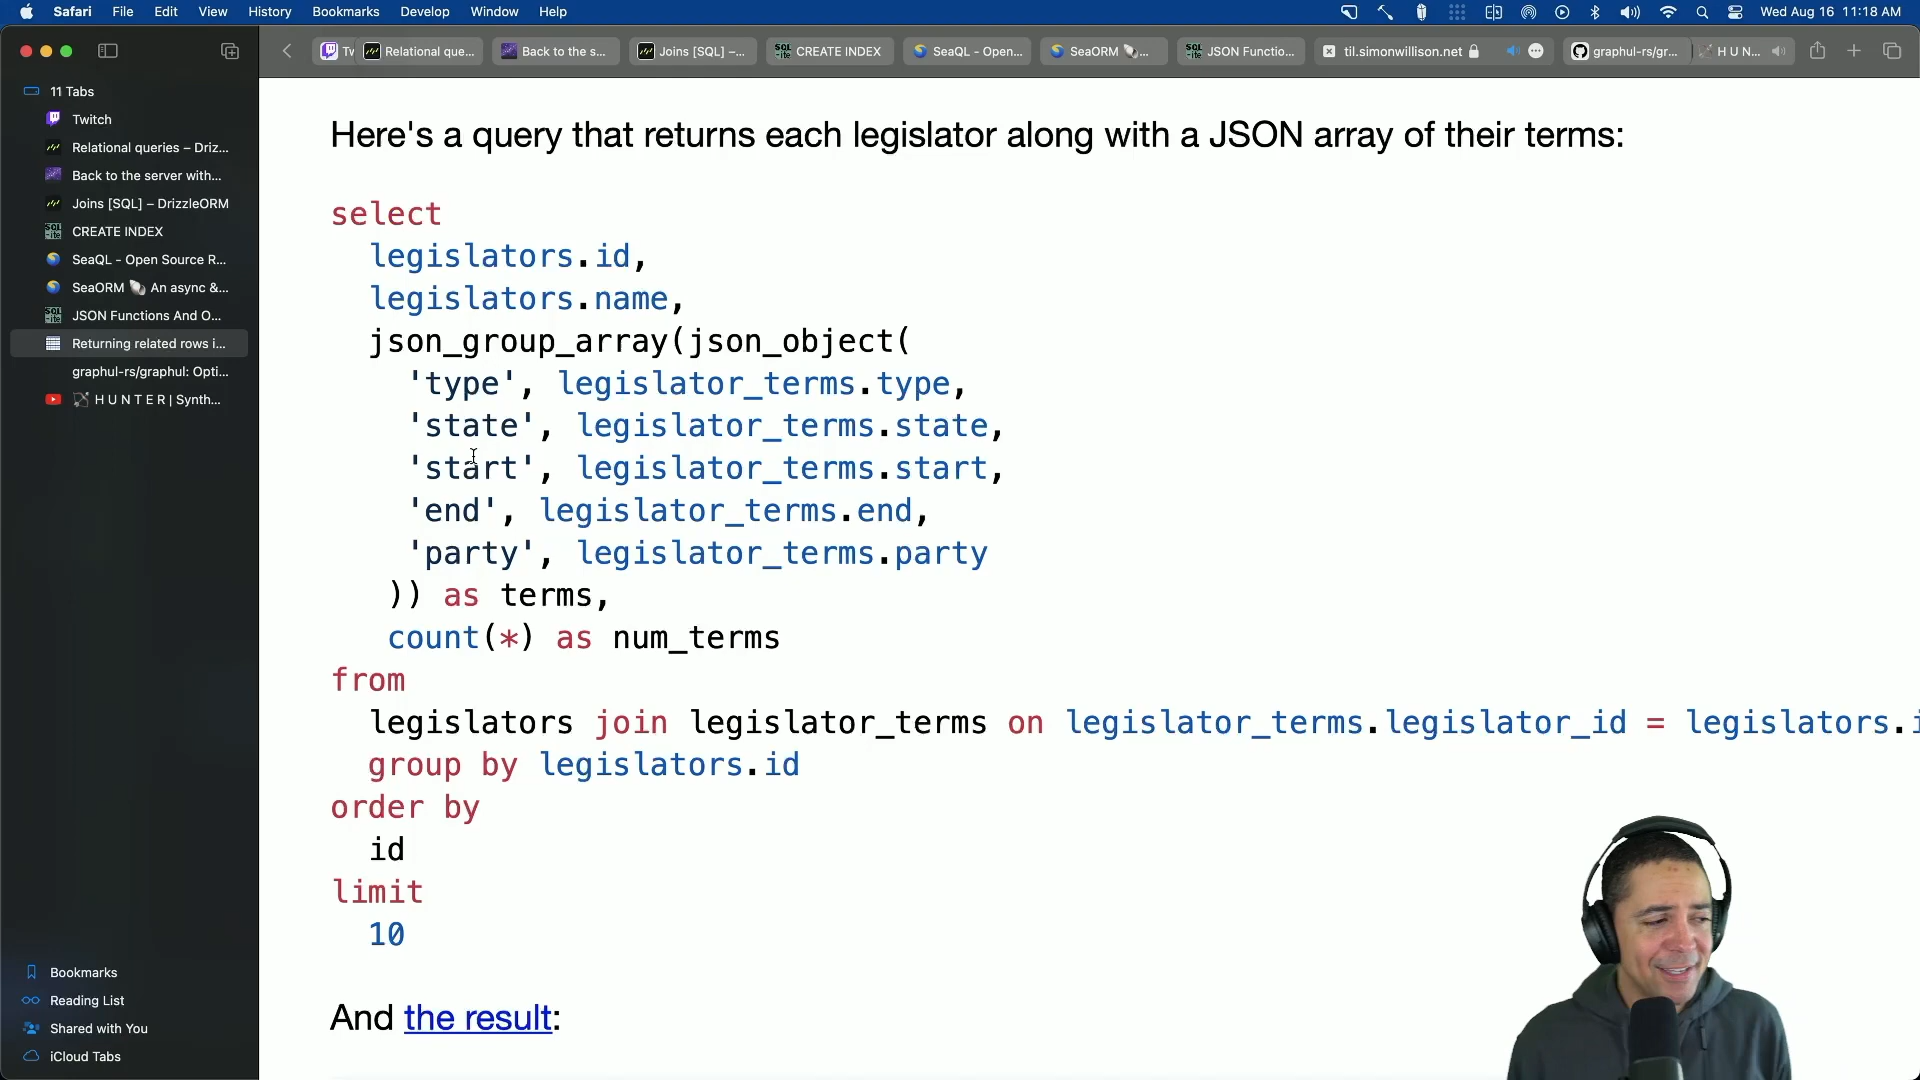 Safari File Edit View History Bookmarks Develop Window Help
Wed Aug 16 11:18 AM
Tv
Relational que...
Back to the s...
Joins [SQL] –...
CREATE INDEX
SeaQL - Open...
SeaORM 🐚...
JSON Functio...
til.simonwillison.net
graphul-rs/gr...
H U N...
11 Tabs
Twitch
Relational queries – Driz...
Back to the server with...
Joins [SQL] – DrizzleORM
CREATE INDEX
SeaQL - Open Source R...
SeaORM 🐚 An async &...
JSON Functions And O...
Returning related rows i...
graphul-rs/graphul: Opti...
H U N T E R | Synth...
Bookmarks
Reading List
Shared with You
iCloud Tabs
Here's a query that returns each legislator along with a JSON array of their terms:
select
legislators.id,
legislators.name,
json_group_array(json_object(
'type', legislator_terms.type,
'state', legislator_terms.state,
'start', legislator_terms.start,
'end', legislator_terms.end,
'party', legislator_terms.party
)) as terms,
count(*) as num_terms
from
legislators join legislator_terms on legislator_terms.legislator_id = legislators.i
group by legislators.id
order by
id
limit
10
And the result: